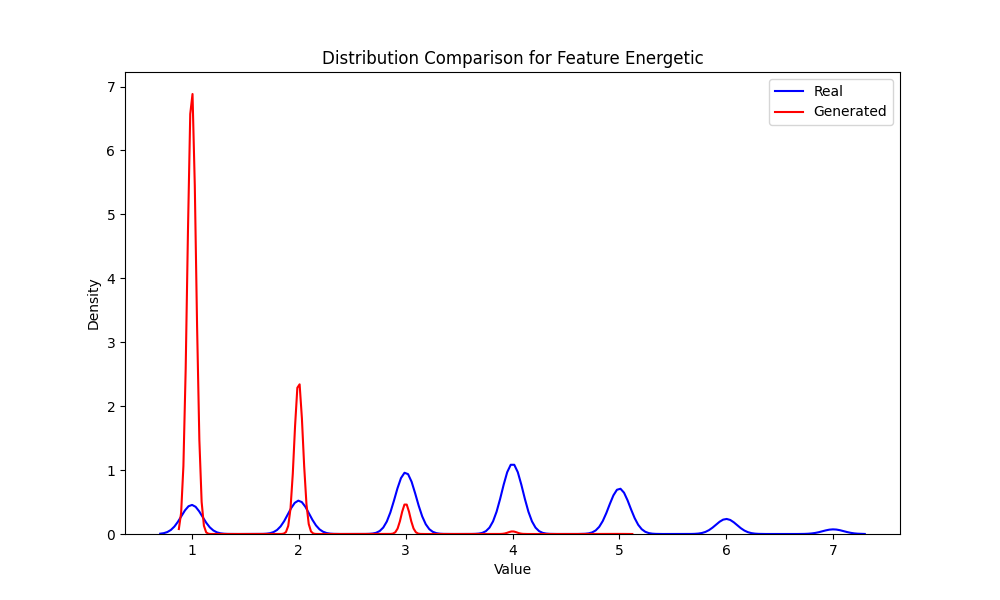 Distribution Comparison for Feature Energetic
Real
Generated
Density
7
6
5
4
3
2
1
0
1 2 3 4 5 6 7
Value